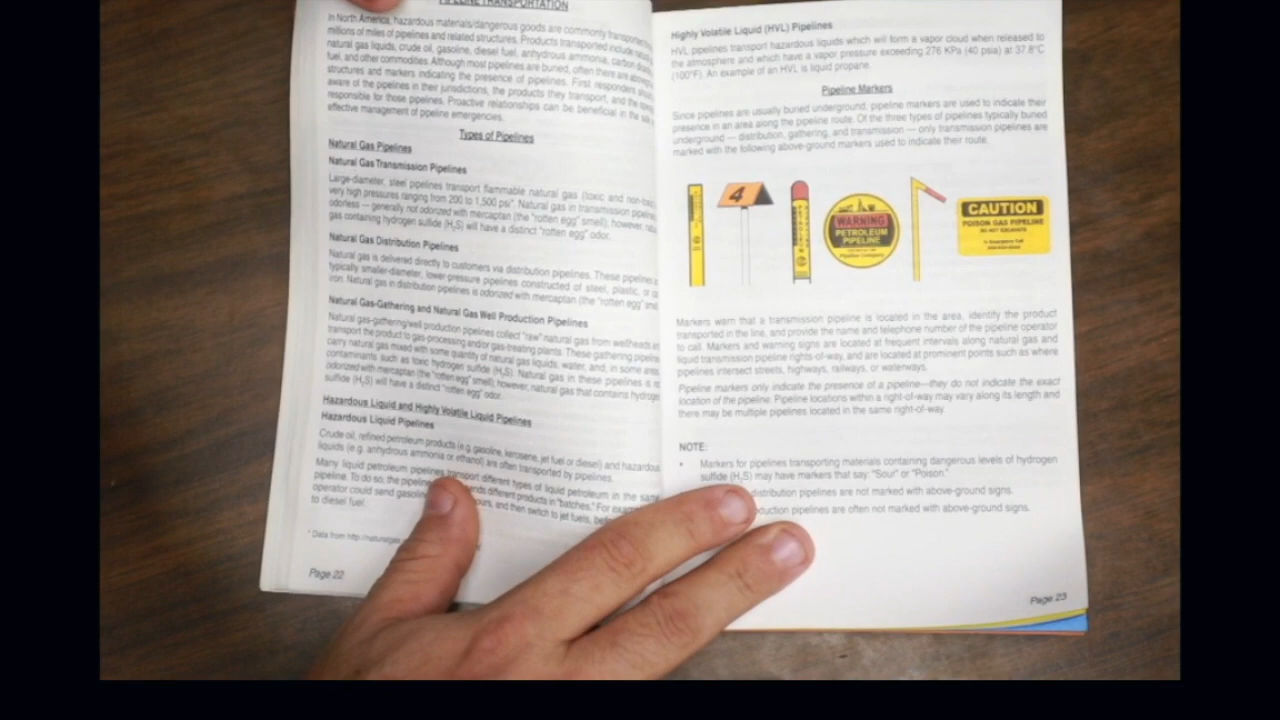 PIPELINE TRANSPORTATION
In North America, hazardous materials/dangerous goods are commonly transported
millions of miles of pipelines and related structures. Products transported include
natural gas liquids, crude oil, gasoline, diesel fuel, anhydrous ammonia, carbon
fuel, and other commodities. Although most pipelines are buried, often there are
structures and markers indicating the presence of pipelines. First responders
aware of the pipelines in their jurisdictions, the products they transport, and the
responsible for those pipelines. Proactive relationships can be beneficial in the
effective management of pipeline emergencies.
Types of Pipelines
Natural Gas Pipelines
Natural Gas Transmission Pipelines
Large-diameter, steel pipelines transport flammable natural gas (toxic and
very high pressures ranging from 200 to 1,500 psi*. Natural gas in transmission
odorless — generally not odorized with mercaptan (the "rotten egg" smell); however,
gas containing hydrogen sulfide (H2S) will have a distinct "rotten egg" odor.
Natural Gas Distribution Pipelines
Natural gas is delivered directly to customers via distribution pipelines. These pipelines
typically smaller-diameter, lower-pressure pipelines constructed of steel, plastic, or
iron. Natural gas in distribution pipelines is odorized with mercaptan (the "rotten egg"
Natural Gas-Gathering and Natural Gas Well Production Pipelines
Natural gas-gathering/well production pipelines collect "raw" natural gas from wellheads
transport the product to gas-processing and/or gas-treating plants. These gathering
carry natural gas mixed with some quantity of natural gas liquids, water, and, in some
contaminants such as toxic hydrogen sulfide (H2S). Natural gas in these pipelines is
odorized with mercaptan (the "rotten egg" smell); however, natural gas that contains
sulfide (H2S) will have a distinct "rotten egg" odor.
Hazardous Liquid and Highly Volatile Liquid Pipelines
Hazardous Liquid Pipelines
Crude oil, refined petroleum products (e.g. gasoline, kerosene, jet fuel or diesel) and hazardous
liquids (e.g. anhydrous ammonia or ethanol) are often transported by pipelines.
Many liquid petroleum pipelines transport different types of liquid petroleum in the same
pipeline. To do so, the pipeline different products in "batches." For
operator could send gasoline and then switch to jet fuels,
to diesel fuel.
* Data from
Page 22
Highly Volatile Liquid (HVL) Pipelines
HVL pipelines transport hazardous liquids which will form a vapor cloud when released to
the atmosphere and which have a vapor pressure exceeding 276 KPa (40 psia) at 37.8°C
(100°F). An example of an HVL is liquid propane.
Pipeline Markers
Since pipelines are usually buried underground, pipeline markers are used to indicate their
presence in an area along the pipeline route. Of the three types of pipelines typically buried
underground — distribution, gathering, and transmission — only transmission pipelines are
marked with the following above-ground markers used to indicate their route.
4
WARNING
PETROLEUM
PIPELINE
Pipeline Company
CAUTION
POISON GAS PIPELINE
DO NOT EXCAVATE
In Emergency Call
Markers warn that a transmission pipeline is located in the area, identify the product
transported in the line, and provide the name and telephone number of the pipeline operator
to call. Markers and warning signs are located at frequent intervals along natural gas and
liquid transmission pipeline rights-of-way, and are located at prominent points such as where
pipelines intersect streets, highways, railways, or waterways.
Pipeline markers only indicate the presence of a pipeline—they do not indicate the exact
location of the pipeline. Pipeline locations within a right-of-way may vary along its length and
there may be multiple pipelines located in the same right-of-way.
NOTE:
• Markers for pipelines transporting materials containing dangerous levels of hydrogen
sulfide (H2S) may have markers that say: "Sour" or "Poison."
distribution pipelines are not marked with above-ground signs.
pipelines are often not marked with above-ground signs.
Page 23